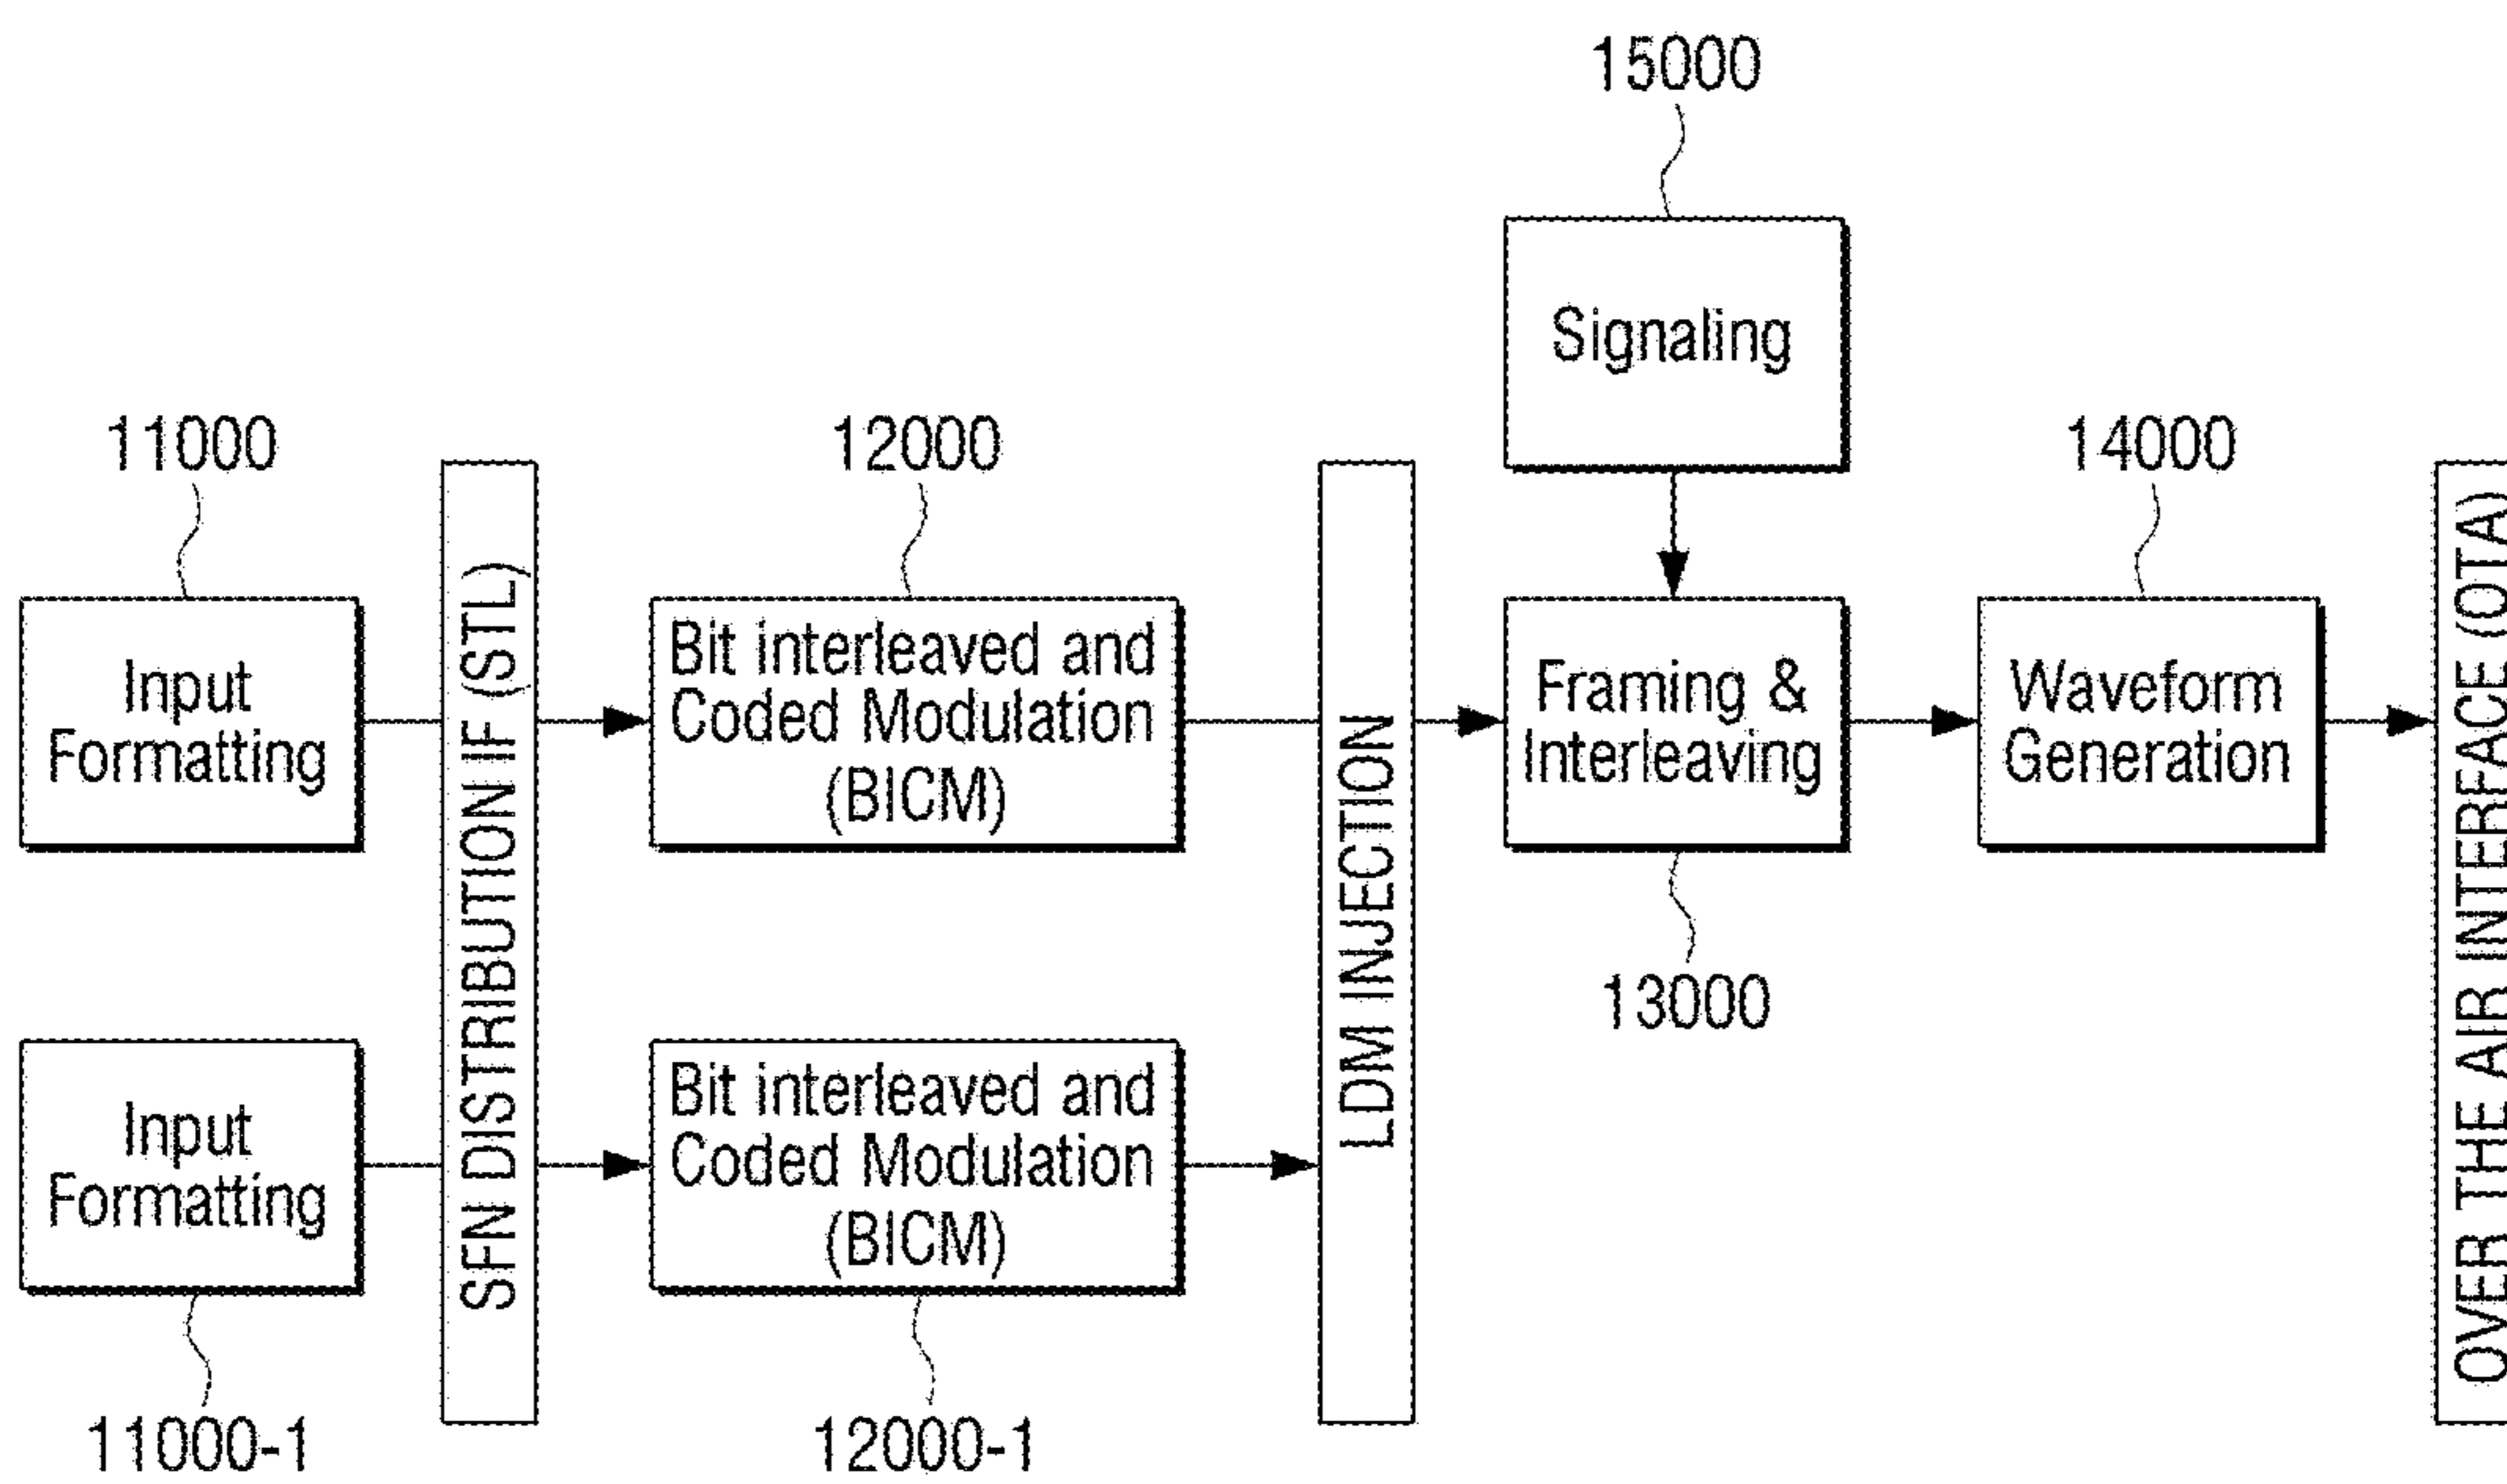 15000
Signaling
11000
12000
14000
Input
Formatting
SFN DISTRIBUTION IF (STL)
Bit interleaved and
Coded Modulation
(BICM)
LDM INJECTION
Framing &
Interleaving
Waveform
Generation
OVER THE AIR INTERFACE (OTA)
13000
Input
Formatting
Bit interleaved and
Coded Modulation
(BICM)
11000-1
12000-1